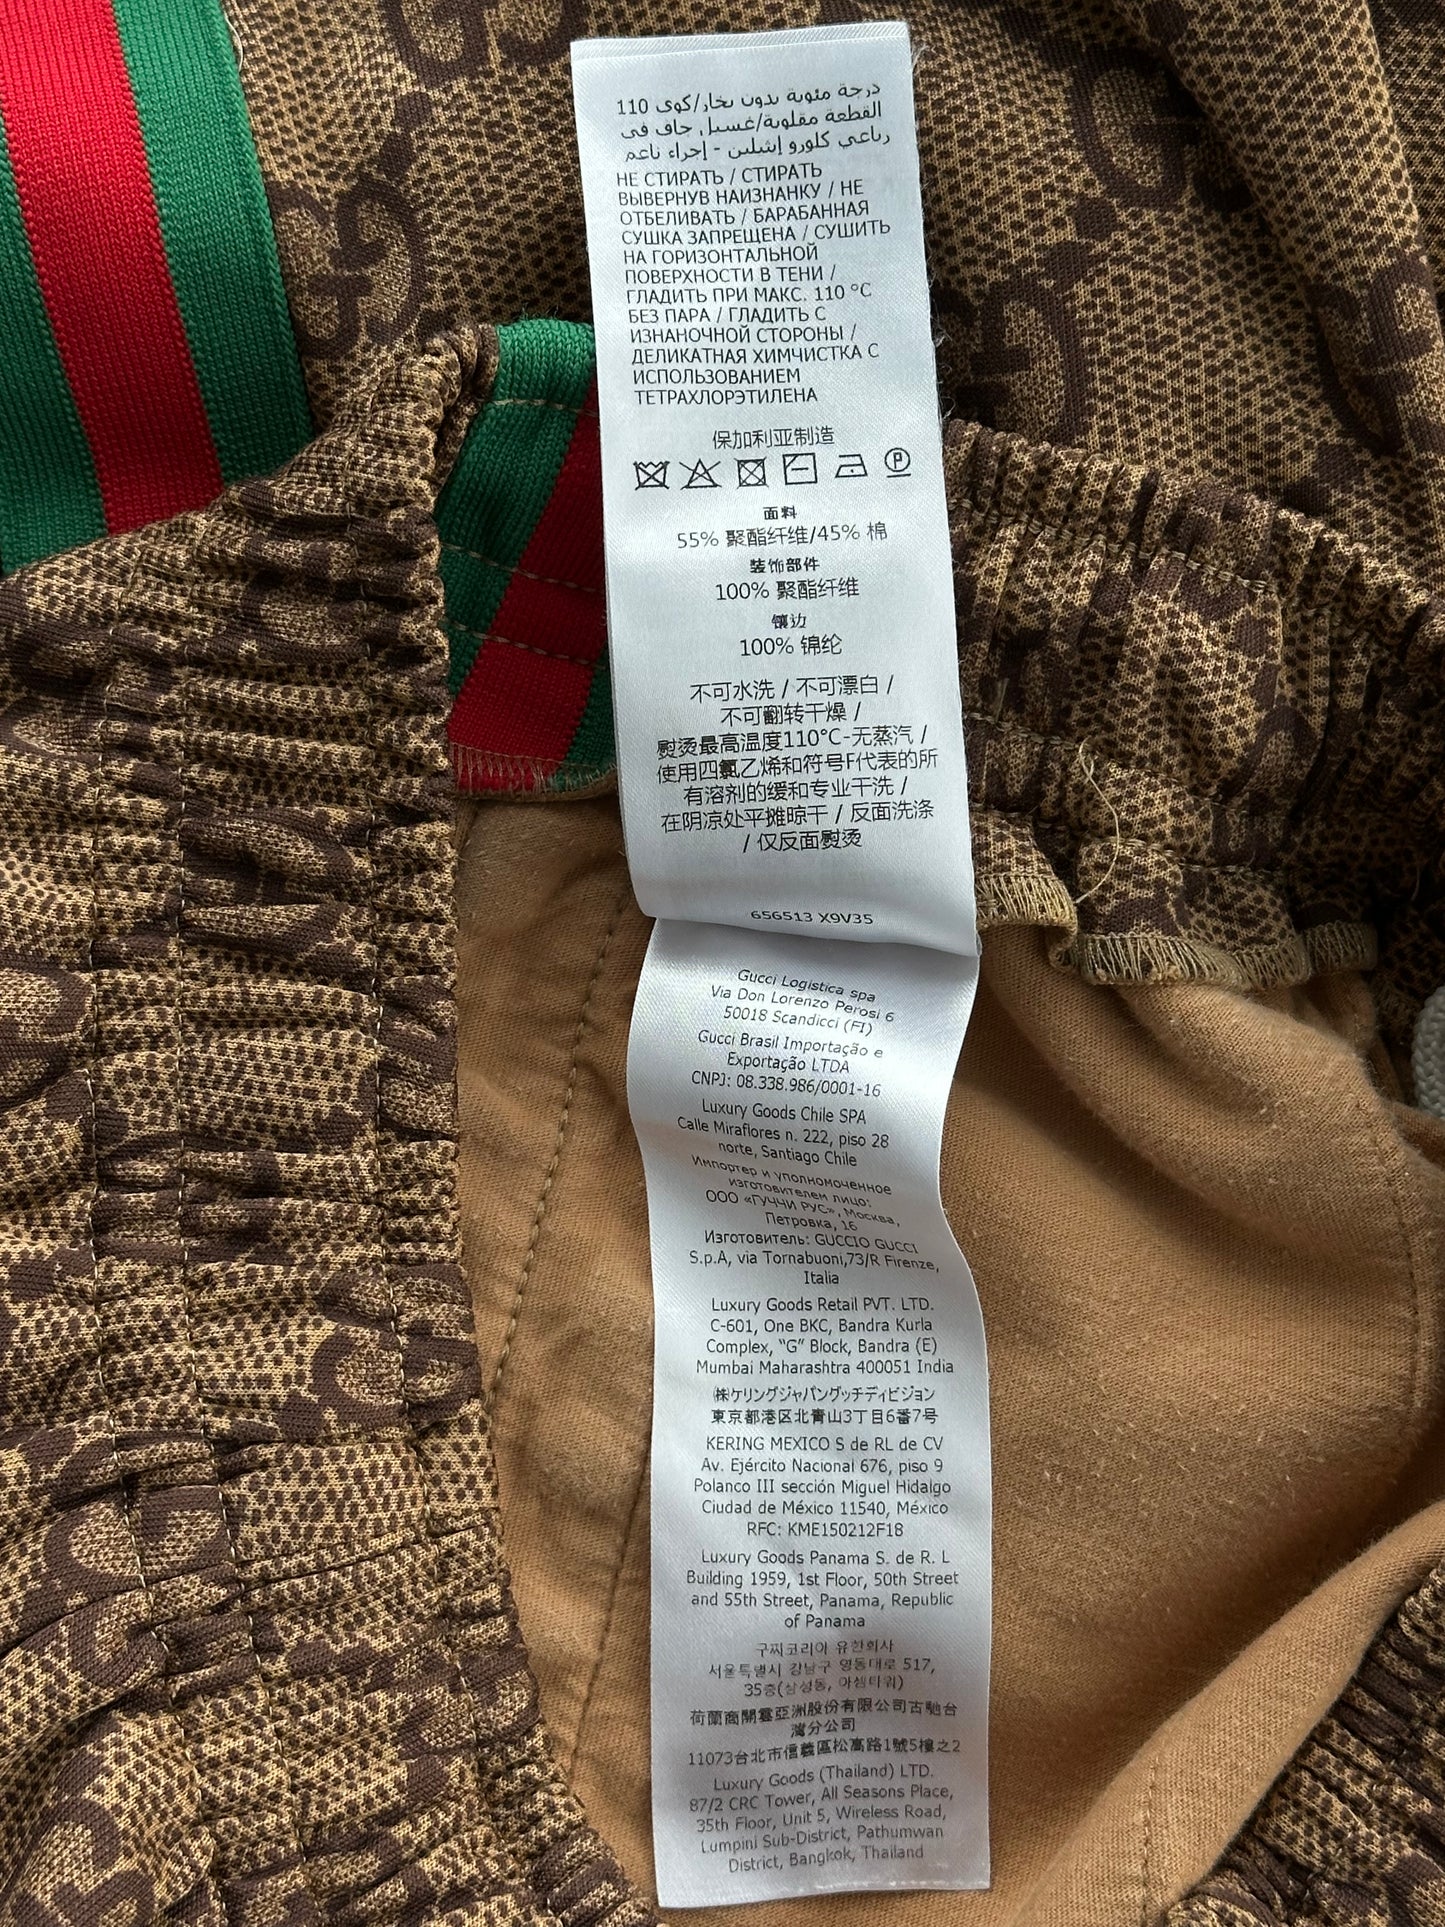 110 درجة مئوية بدون بخار/كوي
القطعة مقلوبة/غسيل جاف في
رباعي كلورو إيثيلين - إجراء ناعم
НЕ СТИРАТЬ / СТИРАТЬ
ВЫВЕРНУВ НАИЗНАНКУ / НЕ
ОТБЕЛИВАТЬ / БАРАБАННАЯ
СУШКА ЗАПРЕЩЕНА / СУШИТЬ
НА ГОРИЗОНТАЛЬНОЙ
ПОВЕРХНОСТИ В ТЕНИ /
ГЛАДИТЬ ПРИ МАКС. 110 °С
БЕЗ ПАРА / ГЛАДИТЬ С
ИЗНАНОЧНОЙ СТОРОНЫ /
ДЕЛИКАТНАЯ ХИМЧИСТКА С
ИСПОЛЬЗОВАНИЕМ
ТЕТРАХЛОРЭТИЛЕНА
保加利亚制造
P
面料
55% 聚酯纤维/45% 棉
装饰部件
100% 聚酯纤维
镶边
100% 锦纶
不可水洗 / 不可漂白 /
不可翻转干燥 /
熨烫最高温度110°C-无蒸汽 /
使用四氯乙烯和符号F代表的所
有溶剂的缓和专业干洗 /
在阴凉处平摊晾干 / 反面洗涤
/ 仅反面熨烫
656513 X9V35
Gucci Logistica spa
Via Don Lorenzo Perosi 6
50018 Scandicci (FI)
Gucci Brasil Importação e
Exportação LTDA
CNPJ: 08.338.986/0001-16
Luxury Goods Chile SPA
Calle Miraflores n. 222, piso 28
norte, Santiago Chile
Импортер и уполномоченное
изготовителем лицо:
ООО «ГУЧЧИ РУС», Москва,
Петровка, 16
Изготовитель: GUCCIO GUCCI
S.p.A, via Tornabuoni,73/R Firenze,
Italia
Luxury Goods Retail PVT. LTD.
C-601, One BKC, Bandra Kurla
Complex, "G" Block, Bandra (E)
Mumbai Maharashtra 400051 India
㈱ケリングジャパングッチディビジョン
東京都港区北青山3丁目6番7号
KERING MEXICO S de RL de CV
Av. Ejército Nacional 676, piso 9
Polanco III sección Miguel Hidalgo
Ciudad de México 11540, México
RFC: KME150212F18
Luxury Goods Panama S. de R. L
Building 1959, 1st Floor, 50th Street
and 55th Street, Panama, Republic
of Panama
구찌코리아 유한회사
서울특별시 강남구 영동대로 517,
35층(삼성동, 아셈타워)
荷蘭商開雲亞洲股份有限公司古馳台
灣分公司
11073台北市信義區松高路1號5樓之2
Luxury Goods (Thailand) LTD.
87/2 CRC Tower, All Seasons Place,
35th Floor, Unit 5, Wireless Road,
Lumpini Sub-District, Pathumwan
District, Bangkok, Thailand